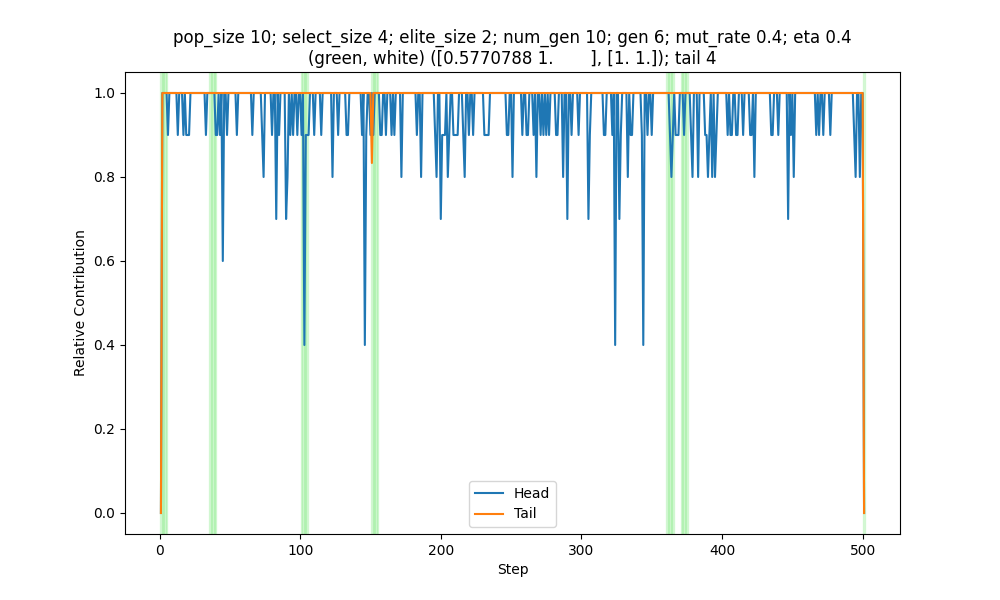 pop_size 10; select_size 4; elite_size 2; num_gen 10; gen 6; mut_rate 0.4; eta 0.4
(green, white) ([0.5770788 1.        ], [1. 1.]); tail 4
1.0
0.8
0.6
0.4
0.2
0.0
Relative Contribution
Head
Tail
0
100
200
300
400
500
Step